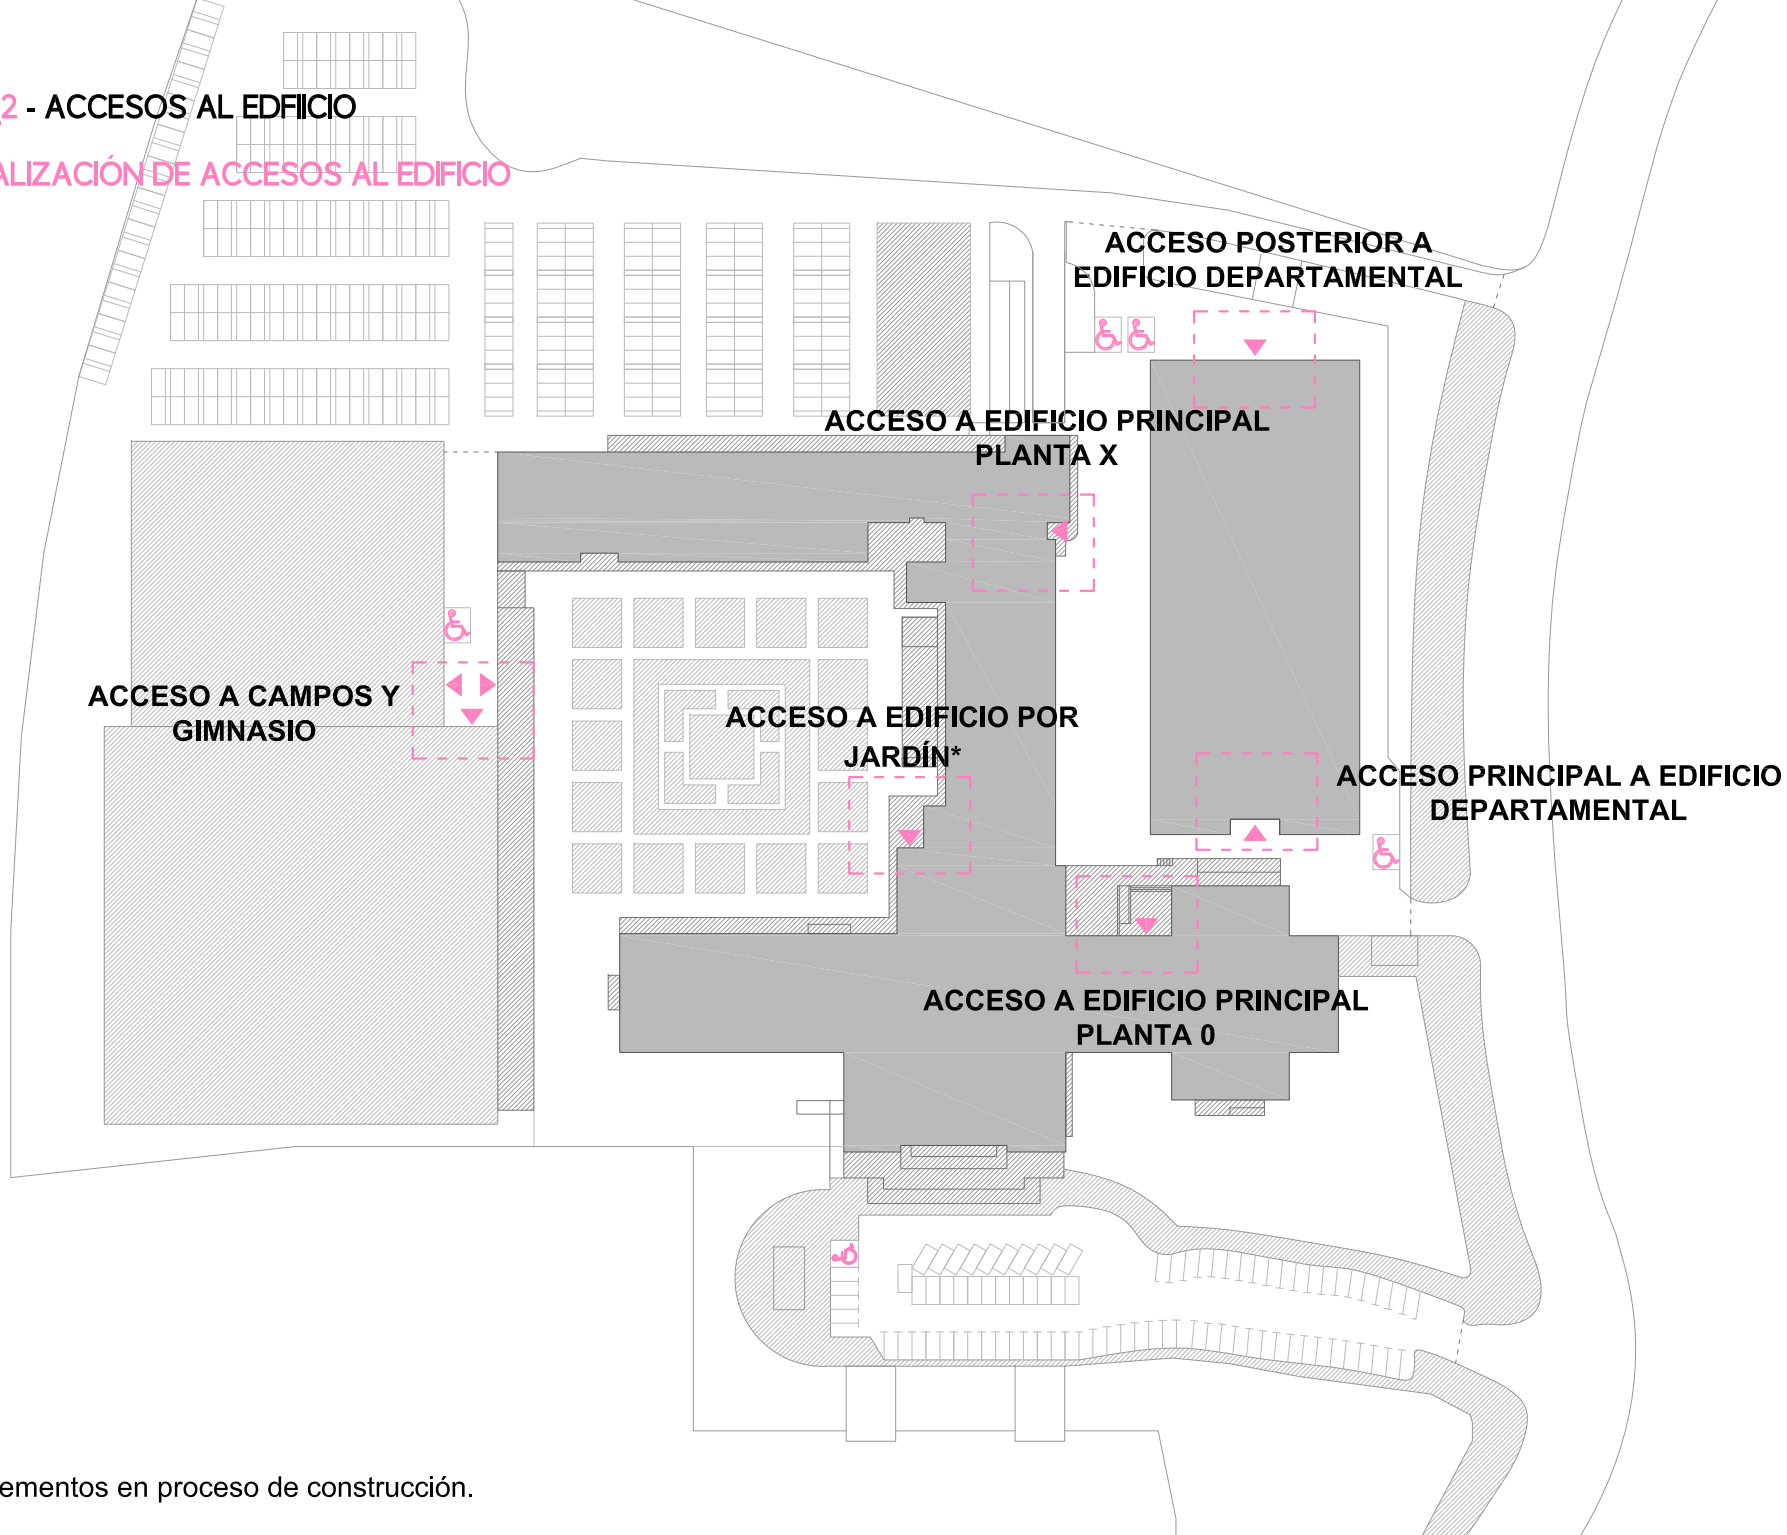 2 - ACCESOS AL EDFIICIO
ALIZACIÓN DE ACCESOS AL EDIFICIO
ACCESO POSTERIOR A
EDIFICIO DEPARTAMENTAL
ACCESO A EDIFICIO PRINCIPAL
PLANTA X
ACCESO A CAMPOS Y
GIMNASIO
ACCESO A EDIFICIO POR
JARDÍN*
ACCESO PRINCIPAL A EDIFICIO
DEPARTAMENTAL
ACCESO A EDIFICIO PRINCIPAL
PLANTA 0
ementos en proceso de construcción.